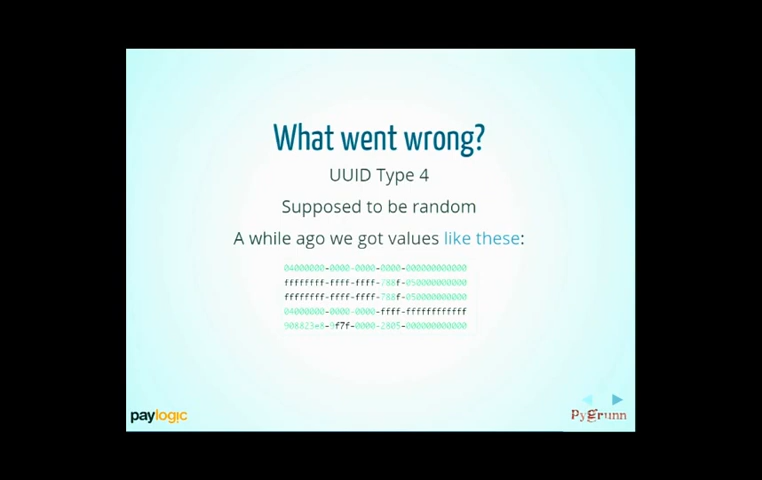 What went wrong?
UUID Type 4
Supposed to be random
A while ago we got values like these:
04000000-0000-0000-0000-000000000000
ffffffff-ffff-ffff-788f-050000000000
ffffffff-ffff-ffff-788f-050000000000
04000000-0000-0000-ffff-ffffffffffff
908823e8-9f7f-0000-2805-000000000000
paylogic
Pygrunn